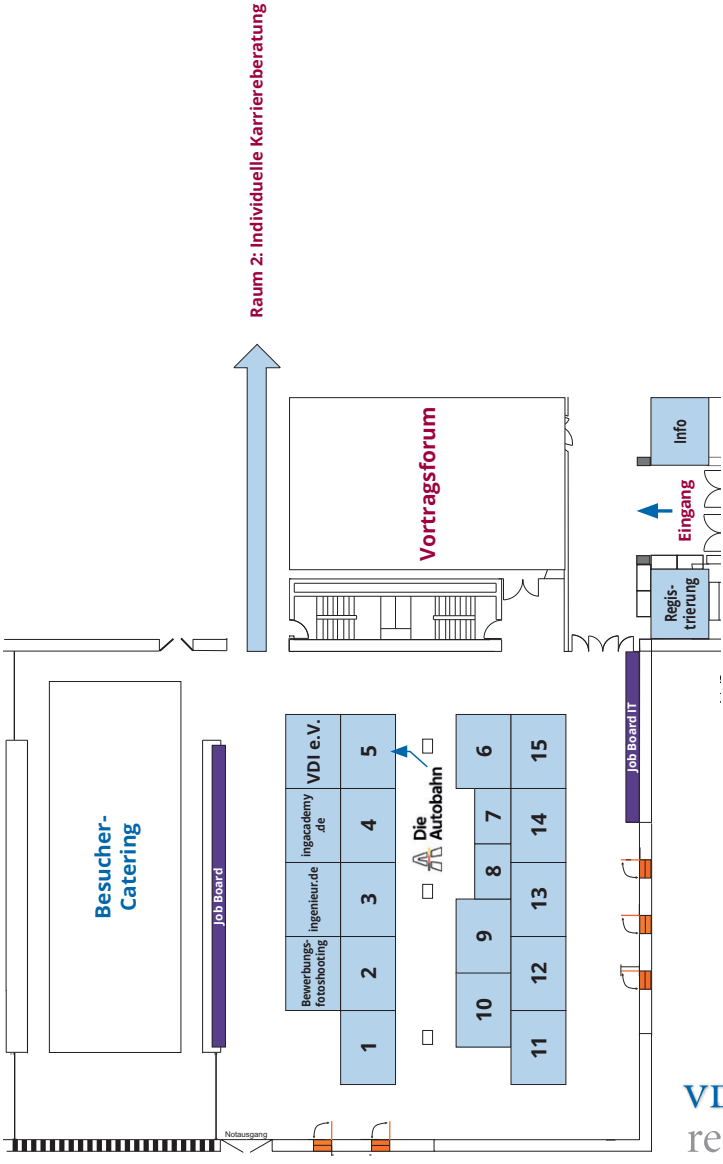 Raum 2: Individuelle Karriereberatung
Vortragsforum
Info
Eingang
Regis-
trierung
Besucher-
Catering
Job Board
Job Board IT
Bewerbungs-
fotoshooting
ingenieur.de
ingacademy
.de
VDI e.V.
1
2
3
4
5
Die
Autobahn
10
9
8
7
6
11
12
13
14
15
Notausgang
VD
re